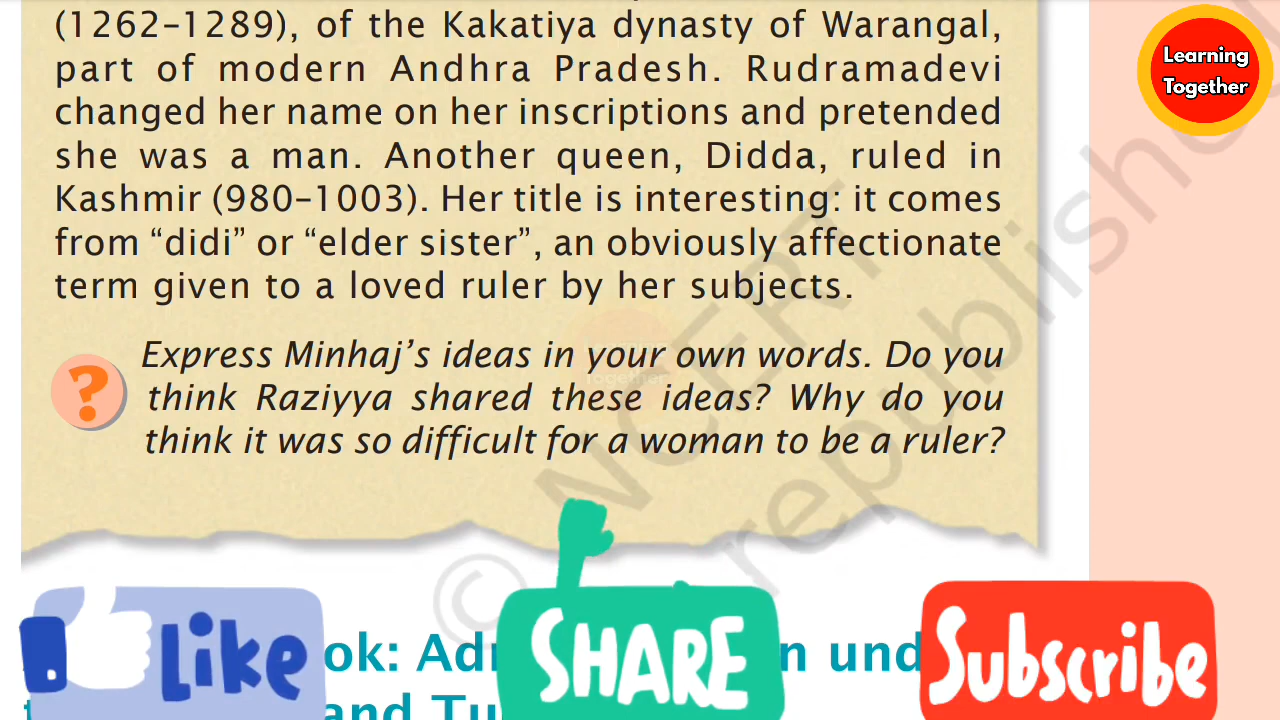 (1262–1289), of the Kakatiya dynasty of Warangal,
part of modern Andhra Pradesh. Rudramadevi
changed her name on her inscriptions and pretended
she was a man. Another queen, Didda, ruled in
Kashmir (980–1003). Her title is interesting: it comes
from “didi” or “elder sister”, an obviously affectionate
term given to a loved ruler by her subjects.
?
Express Minhaj’s ideas in your own words. Do you
think Raziyya shared these ideas? Why do you
think it was so difficult for a woman to be a ruler?
Learning
Together
© NCERT
republished
Like
SHARE
Subscribe
and